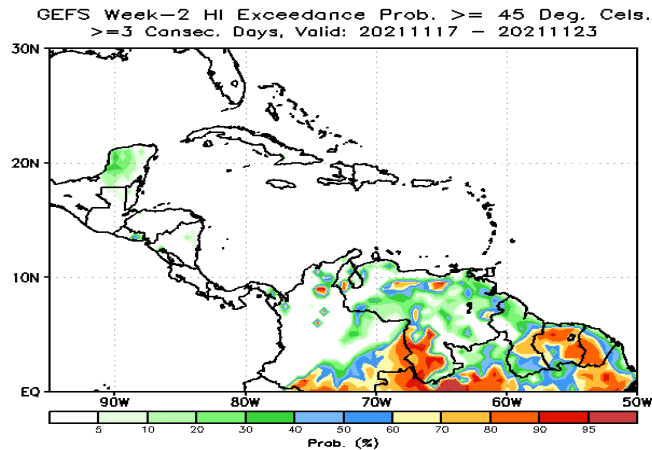 GEFS Week-2 HI Exceedance Prob. >= 45 Deg. Cels.
>=3 Consec. Days, Valid: 20211117 - 20211123
30N
20N
10N
EQ
90W 80W 70W 60W 50W
5 10 20 30 40 50 60 70 80 90 95
Prob. (%)